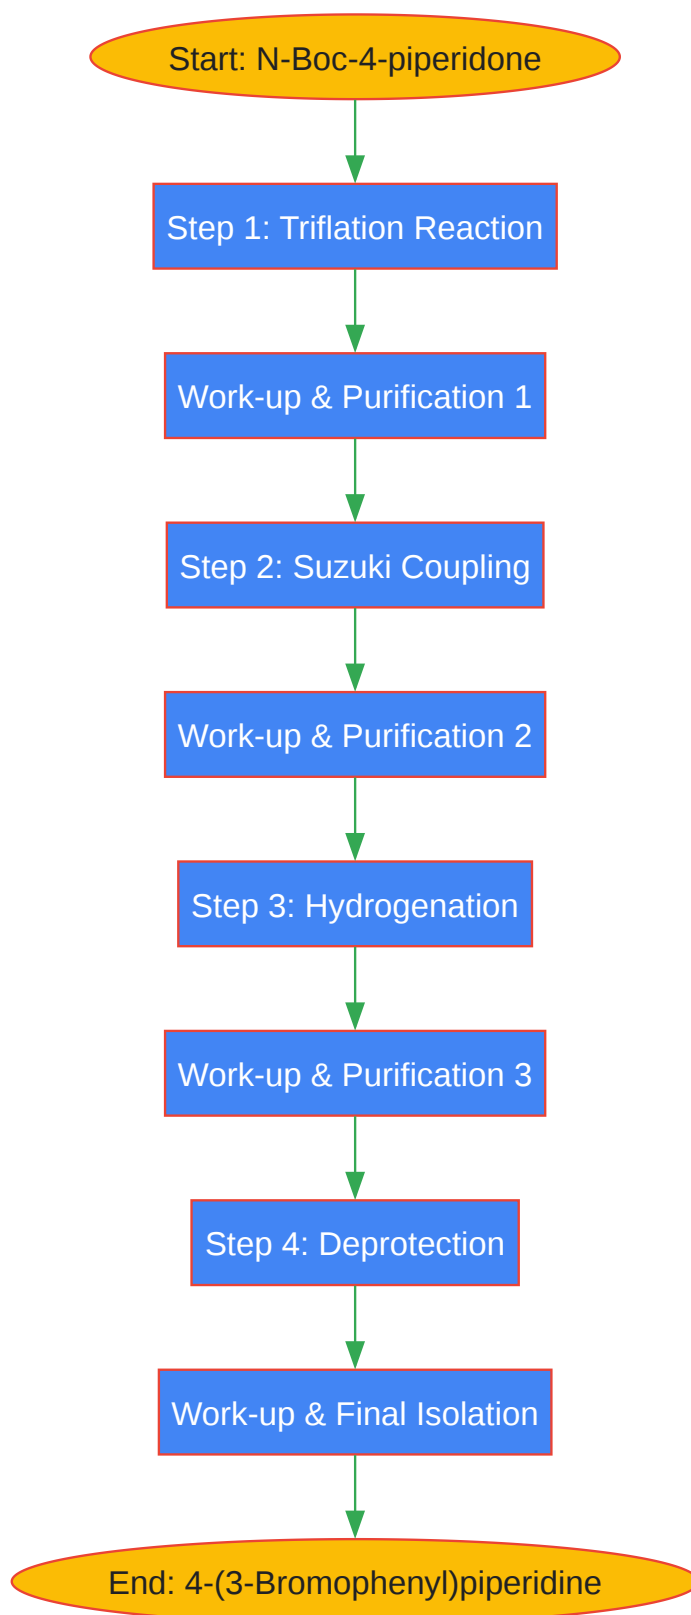 Start: N-Boc-4-piperidone
Step 1: Triflation Reaction
Work-up & Purification 1
Step 2: Suzuki Coupling
Work-up & Purification 2
Step 3: Hydrogenation
Work-up & Purification 3
Step 4: Deprotection
Work-up & Final Isolation
End: 4-(3-Bromophenyl)piperidine